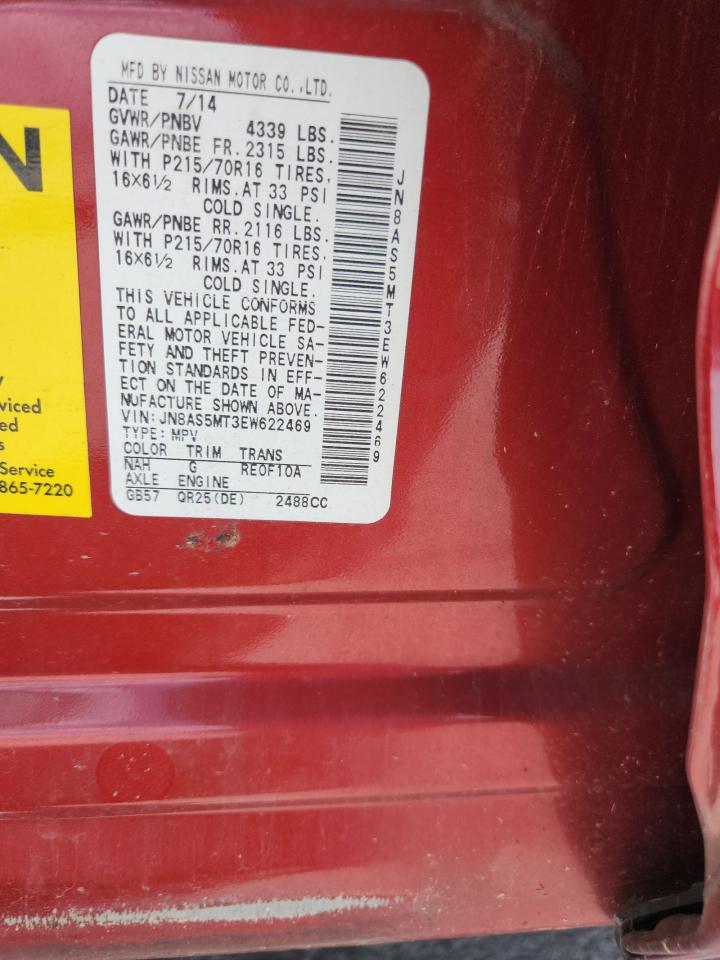 MFD BY NISSAN MOTOR CO.,LTD.
DATE 7/14
GVWR/PNBV 4339 LBS.
GAWR/PNBE FR. 2315 LBS.
WITH P215/70R16 TIRES.
16X6½ RIMS.AT 33 PSI
COLD SINGLE.
GAWR/PNBE RR. 2116 LBS.
WITH P215/70R16 TIRES.
16X6½ RIMS.AT 33 PSI
COLD SINGLE.
THIS VEHICLE CONFORMS
TO ALL APPLICABLE FED-
ERAL MOTOR VEHICLE SA-
FETY AND THEFT PREVEN-
TION STANDARDS IN EFF-
ECT ON THE DATE OF MA-
NUFACTURE SHOWN ABOVE.
VIN: JN8AS5MT3EW622469
TYPE: MPV
COLOR TRIM TRANS
NAH G RE0F10A
AXLE ENGINE
GB57 QR25(DE) 2488CC
JN8AS5MT3EW622469
N
viced
ed
s
Service
865-7220